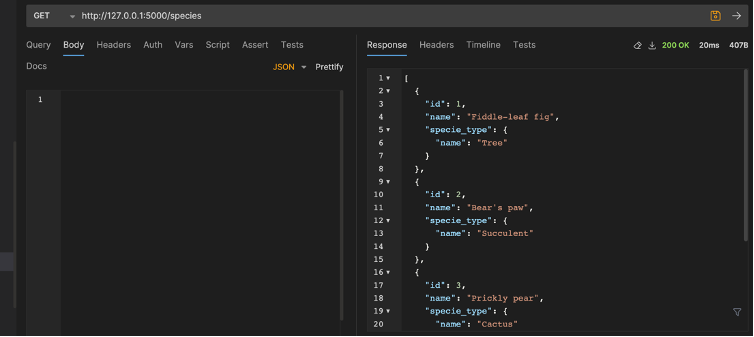 GET http://127.0.0.1:5000/species
Query Body Headers Auth Vars Script Assert Tests
Docs
JSON Prettify
1
Response Headers Timeline Tests 200 OK 20ms 407B
1 [
2 {
3 "id": 1,
4 "name": "Fiddle-leaf fig",
5 "specie_type": {
6 "name": "Tree"
7 }
8 },
9 {
10 "id": 2,
11 "name": "Bear's paw",
12 "specie_type": {
13 "name": "Succulent"
14 }
15 },
16 {
17 "id": 3,
18 "name": "Prickly pear",
19 "specie_type": {
20 "name": "Cactus"